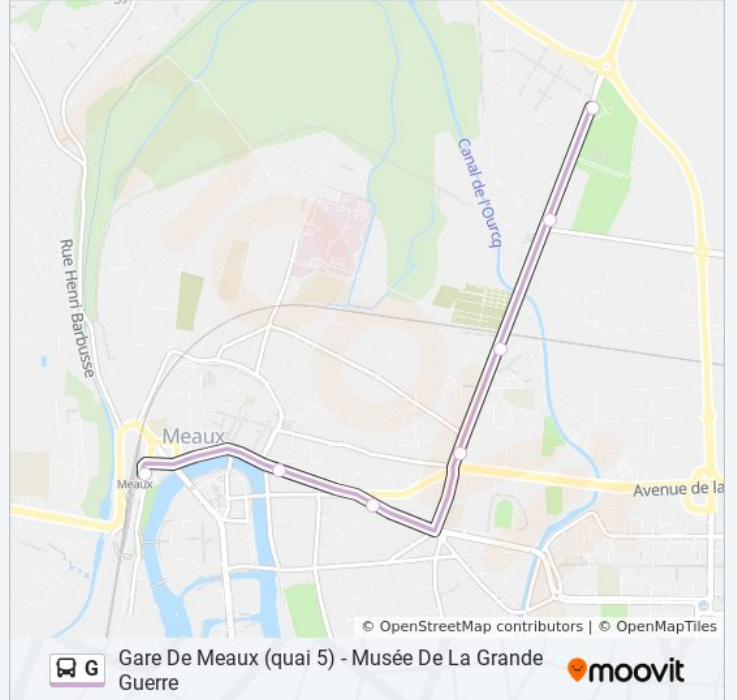 Canal de l'Ourcq
Rue Henri Barbusse
Meaux
Meaux
Avenue de la
© OpenStreetMap contributors | © OpenMapTiles
G
Gare De Meaux (quai 5) - Musée De La Grande
Guerre
moovit